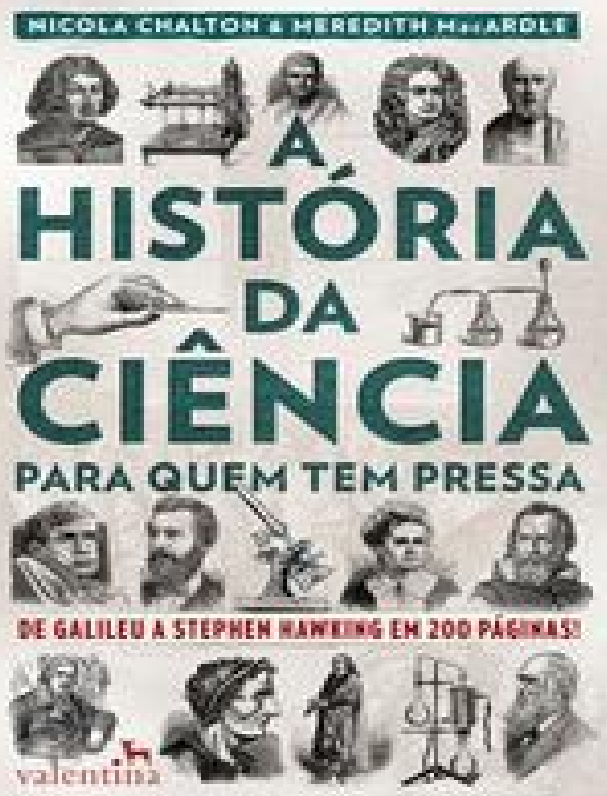 NICOLA CHALTON & MEREDITH MacARDLE
A
HISTÓRIA
DA
CIÊNCIA
PARA QUEM TEM PRESSA
DE GALILEU A STEPHEN HAWKING EM 200 PÁGINAS!
valentina